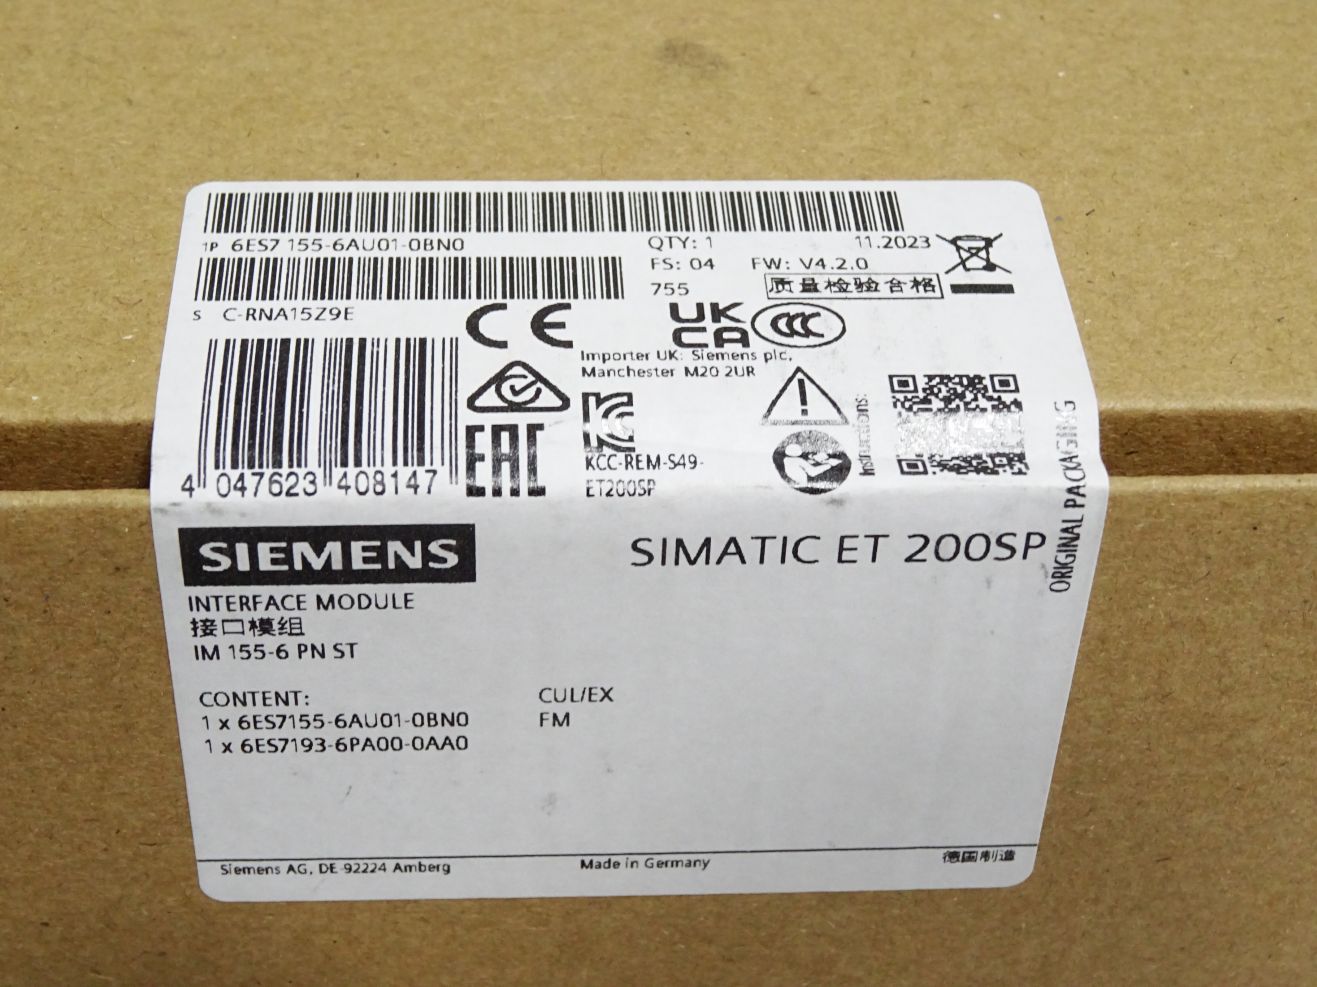 1P 6ES7 155-6AU01-0BN0
QTY: 1
11.2023
FS: 04
FW: V4.2.0
755
质量检验合格
S C-RNA15Z9E
CE
UK
CA
CCC
Importer UK: Siemens plc,
Manchester M20 2UR
EAC
KC
KCC-REM-S49-
ET200SP
Instructions:
4 047623 408147
ORIGINAL PACKAGING
SIEMENS
SIMATIC ET 200SP
INTERFACE MODULE
接口模组
IM 155-6 PN ST
CONTENT:
1 x 6ES7155-6AU01-0BN0
1 x 6ES7193-6PA00-0AA0
CUL/EX
FM
Siemens AG, DE-92224 Amberg
Made in Germany
德国制造